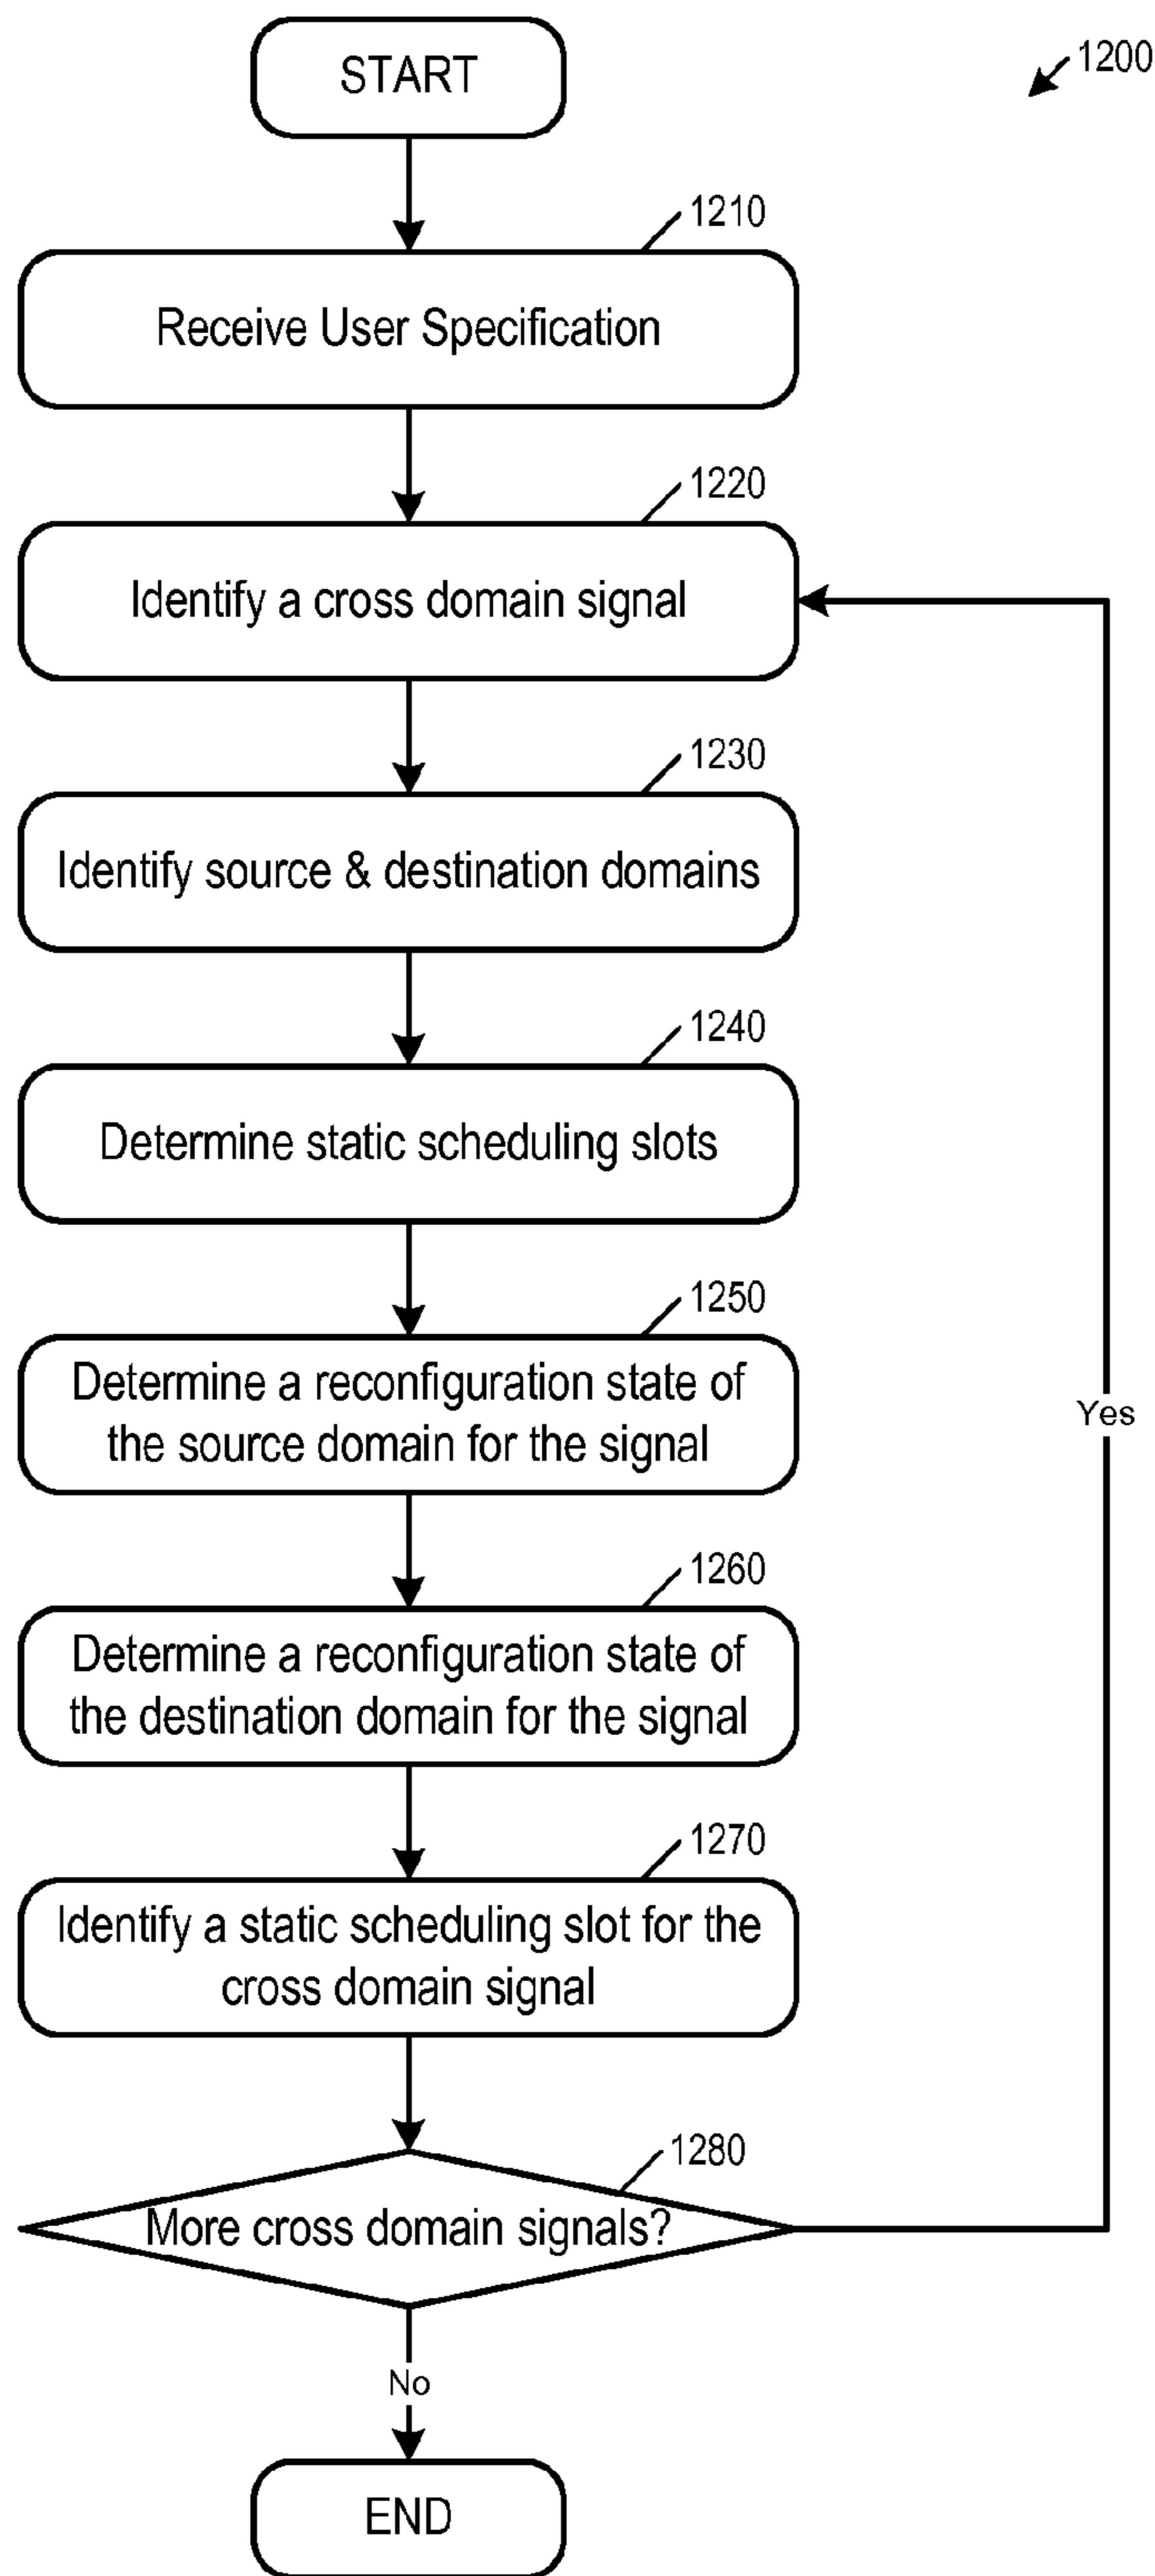 START
1200
1210
Receive User Specification
1220
Identify a cross domain signal
1230
Identify source & destination domains
1240
Determine static scheduling slots
1250
Determine a reconfiguration state of
the source domain for the signal
Yes
1260
Determine a reconfiguration state of
the destination domain for the signal
1270
Identify a static scheduling slot for the
cross domain signal
1280
More cross domain signals?
No
END